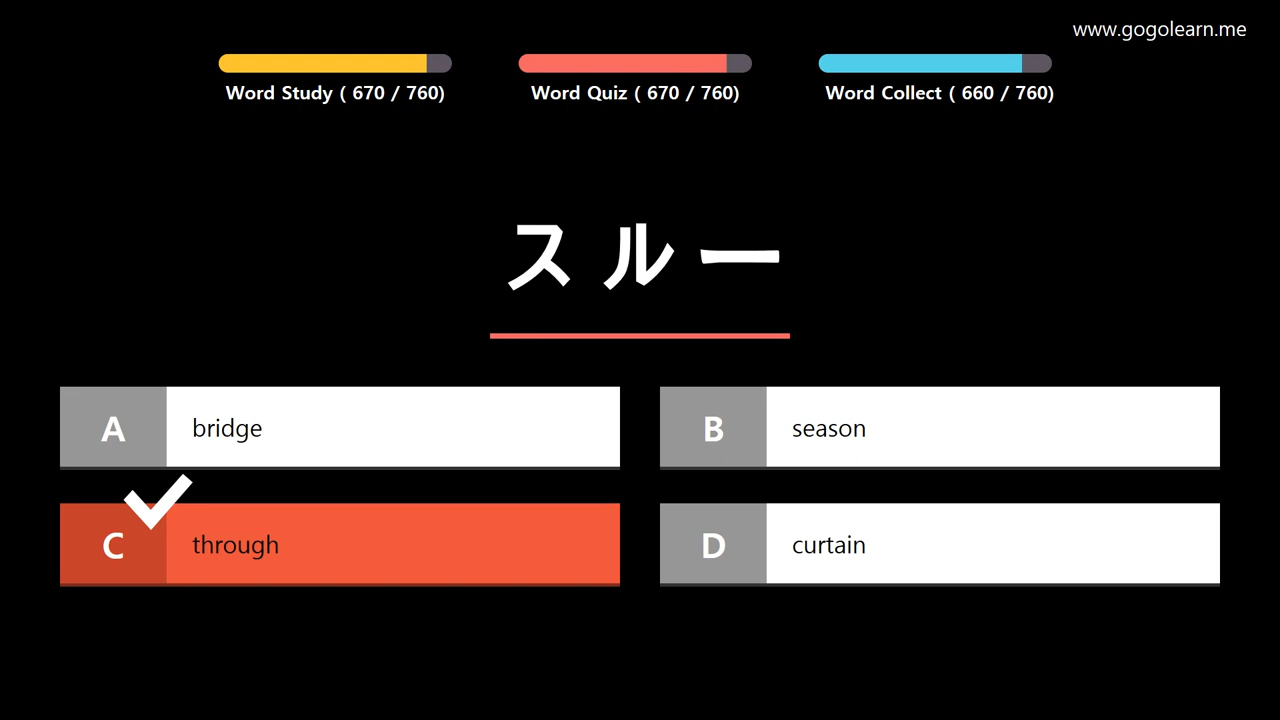 www.gogolearn.me
Word Study ( 670 / 760)
Word Quiz ( 670 / 760)
Word Collect ( 660 / 760)
スルー
A bridge
B season
C through
D curtain